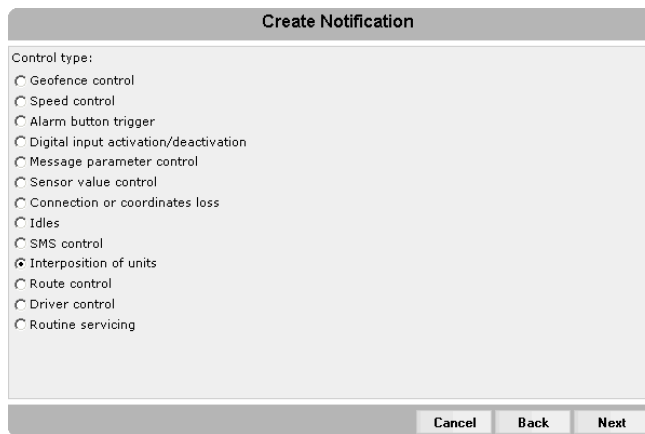 Create Notification
Control type:
Geofence control
Speed control
Alarm button trigger
Digital input activation/deactivation
Message parameter control
Sensor value control
Connection or coordinates loss
Idles
SMS control
Interposition of units
Route control
Driver control
Routine servicing
Cancel Back Next